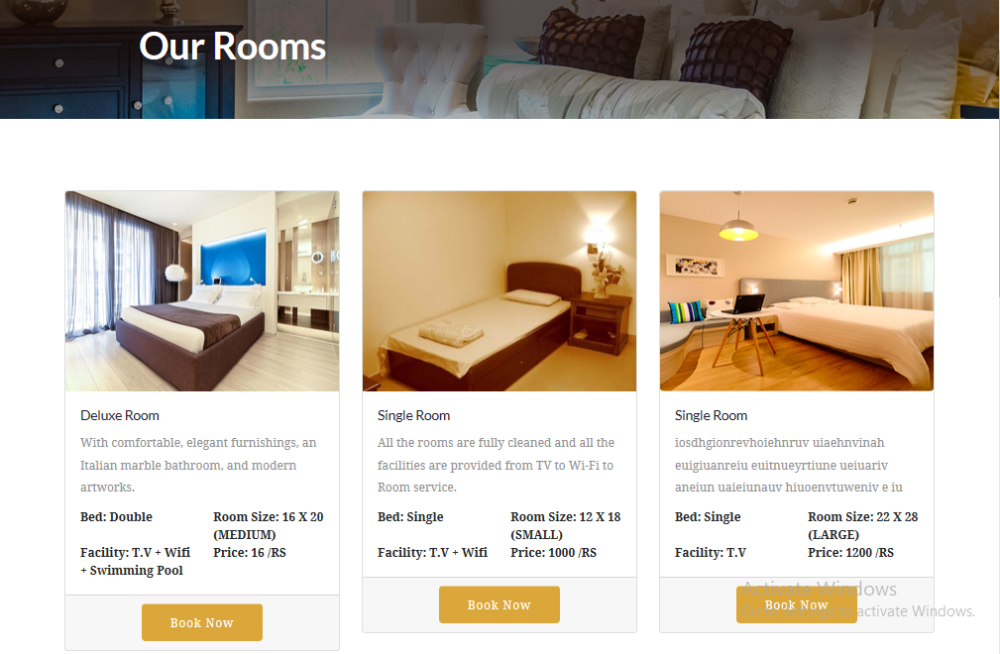 Our Rooms
Deluxe Room
With comfortable, elegant furnishings, an
Italian marble bathroom, and modern
artworks.
Bed: Double
Room Size: 16 X 20
(MEDIUM)
Facility: T.V + Wifi
+ Swimming Pool
Price: 16 /RS
Book Now
Single Room
All the rooms are fully cleaned and all the
facilities are provided from TV to Wi-Fi to
Room service.
Bed: Single
Room Size: 12 X 18
(SMALL)
Facility: T.V + Wifi
Price: 1000 /RS
Book Now
Single Room
iosdhgionrevhoiehnruv uiaehnvinah
euigiuanreiu euitnueyrtiune ueiuariv
aneiun uaieiunauv hiuoenvtuweniv e iu
Bed: Single
Room Size: 22 X 28
(LARGE)
Facility: T.V
Price: 1200 /RS
Book Now
Activate Windows
activate Windows.